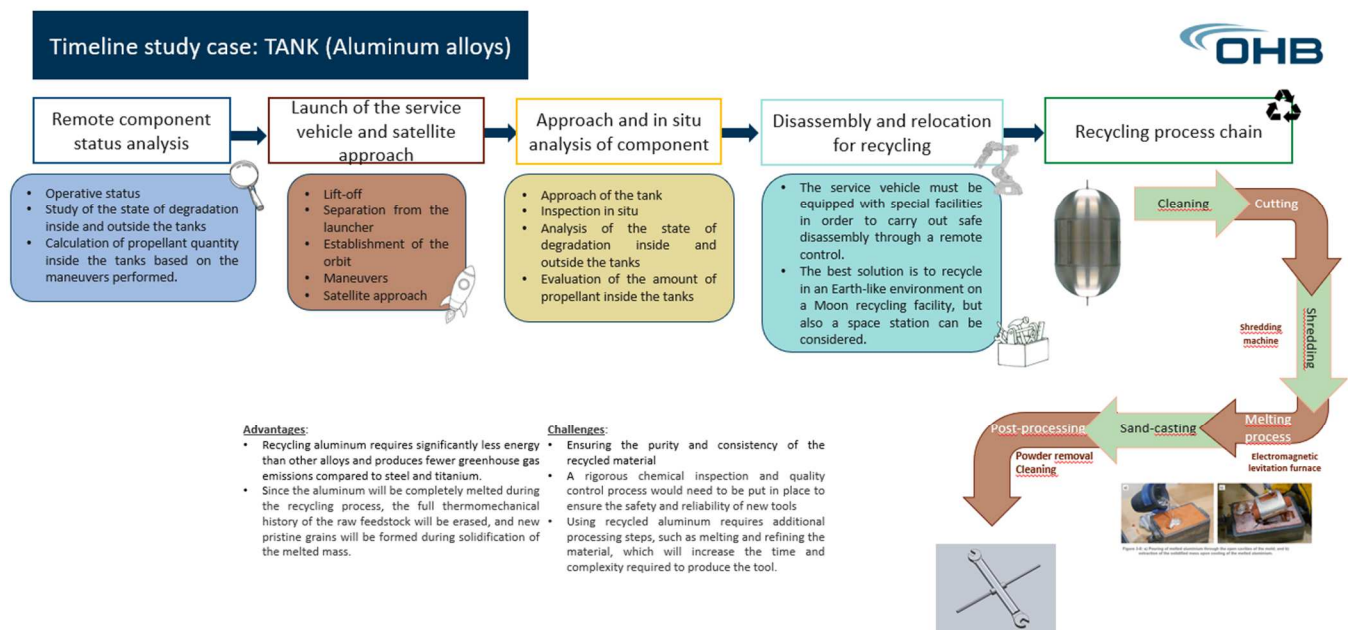 Timeline study case: TANK (Aluminum alloys)
OHB
Remote component
status analysis
Launch of the service
vehicle and satellite
approach
Approach and in situ
analysis of component
Disassembly and relocation
for recycling
Recycling process chain
• Operative status
• Study of the state of degradation
inside and outside the tanks
• Calculation of propellant quantity
inside the tanks based on the
maneuvers performed.
• Lift-off
• Separation from the
launcher
• Establishment of the
orbit
• Maneuvers
• Satellite approach
• Approach of the tank
• Inspection in situ
• Analysis of the state of
degradation inside and
outside the tanks
• Evaluation of the amount of
propellant inside the tanks
• The service vehicle must be
equipped with special facilities
in order to carry out safe
disassembly through a remote
control.
• The best solution is to recycle
in an Earth-like environment on
a Moon recycling facility, but
also a space station can be
considered.
Cleaning
Cutting
Shredding
Shredding
machine
Melting
process
Electromagnetic
levitation furnace
Sand-casting
Post-processing
Powder removal
Cleaning
Advantages:
• Recycling aluminum requires significantly less energy
than other alloys and produces fewer greenhouse gas
emissions compared to steel and titanium.
• Since the aluminum will be completely melted during
the recycling process, the full thermomechanical
history of the raw feedstock will be erased, and new
pristine grains will be formed during solidification of
the melted mass.
Challenges:
• Ensuring the purity and consistency of the
recycled material
• A rigorous chemical inspection and quality
control process would need to be put in place to
ensure the safety and reliability of new tools
• Using recycled aluminum requires additional
processing steps, such as melting and refining the
material, which will increase the time and
complexity required to produce the tool.